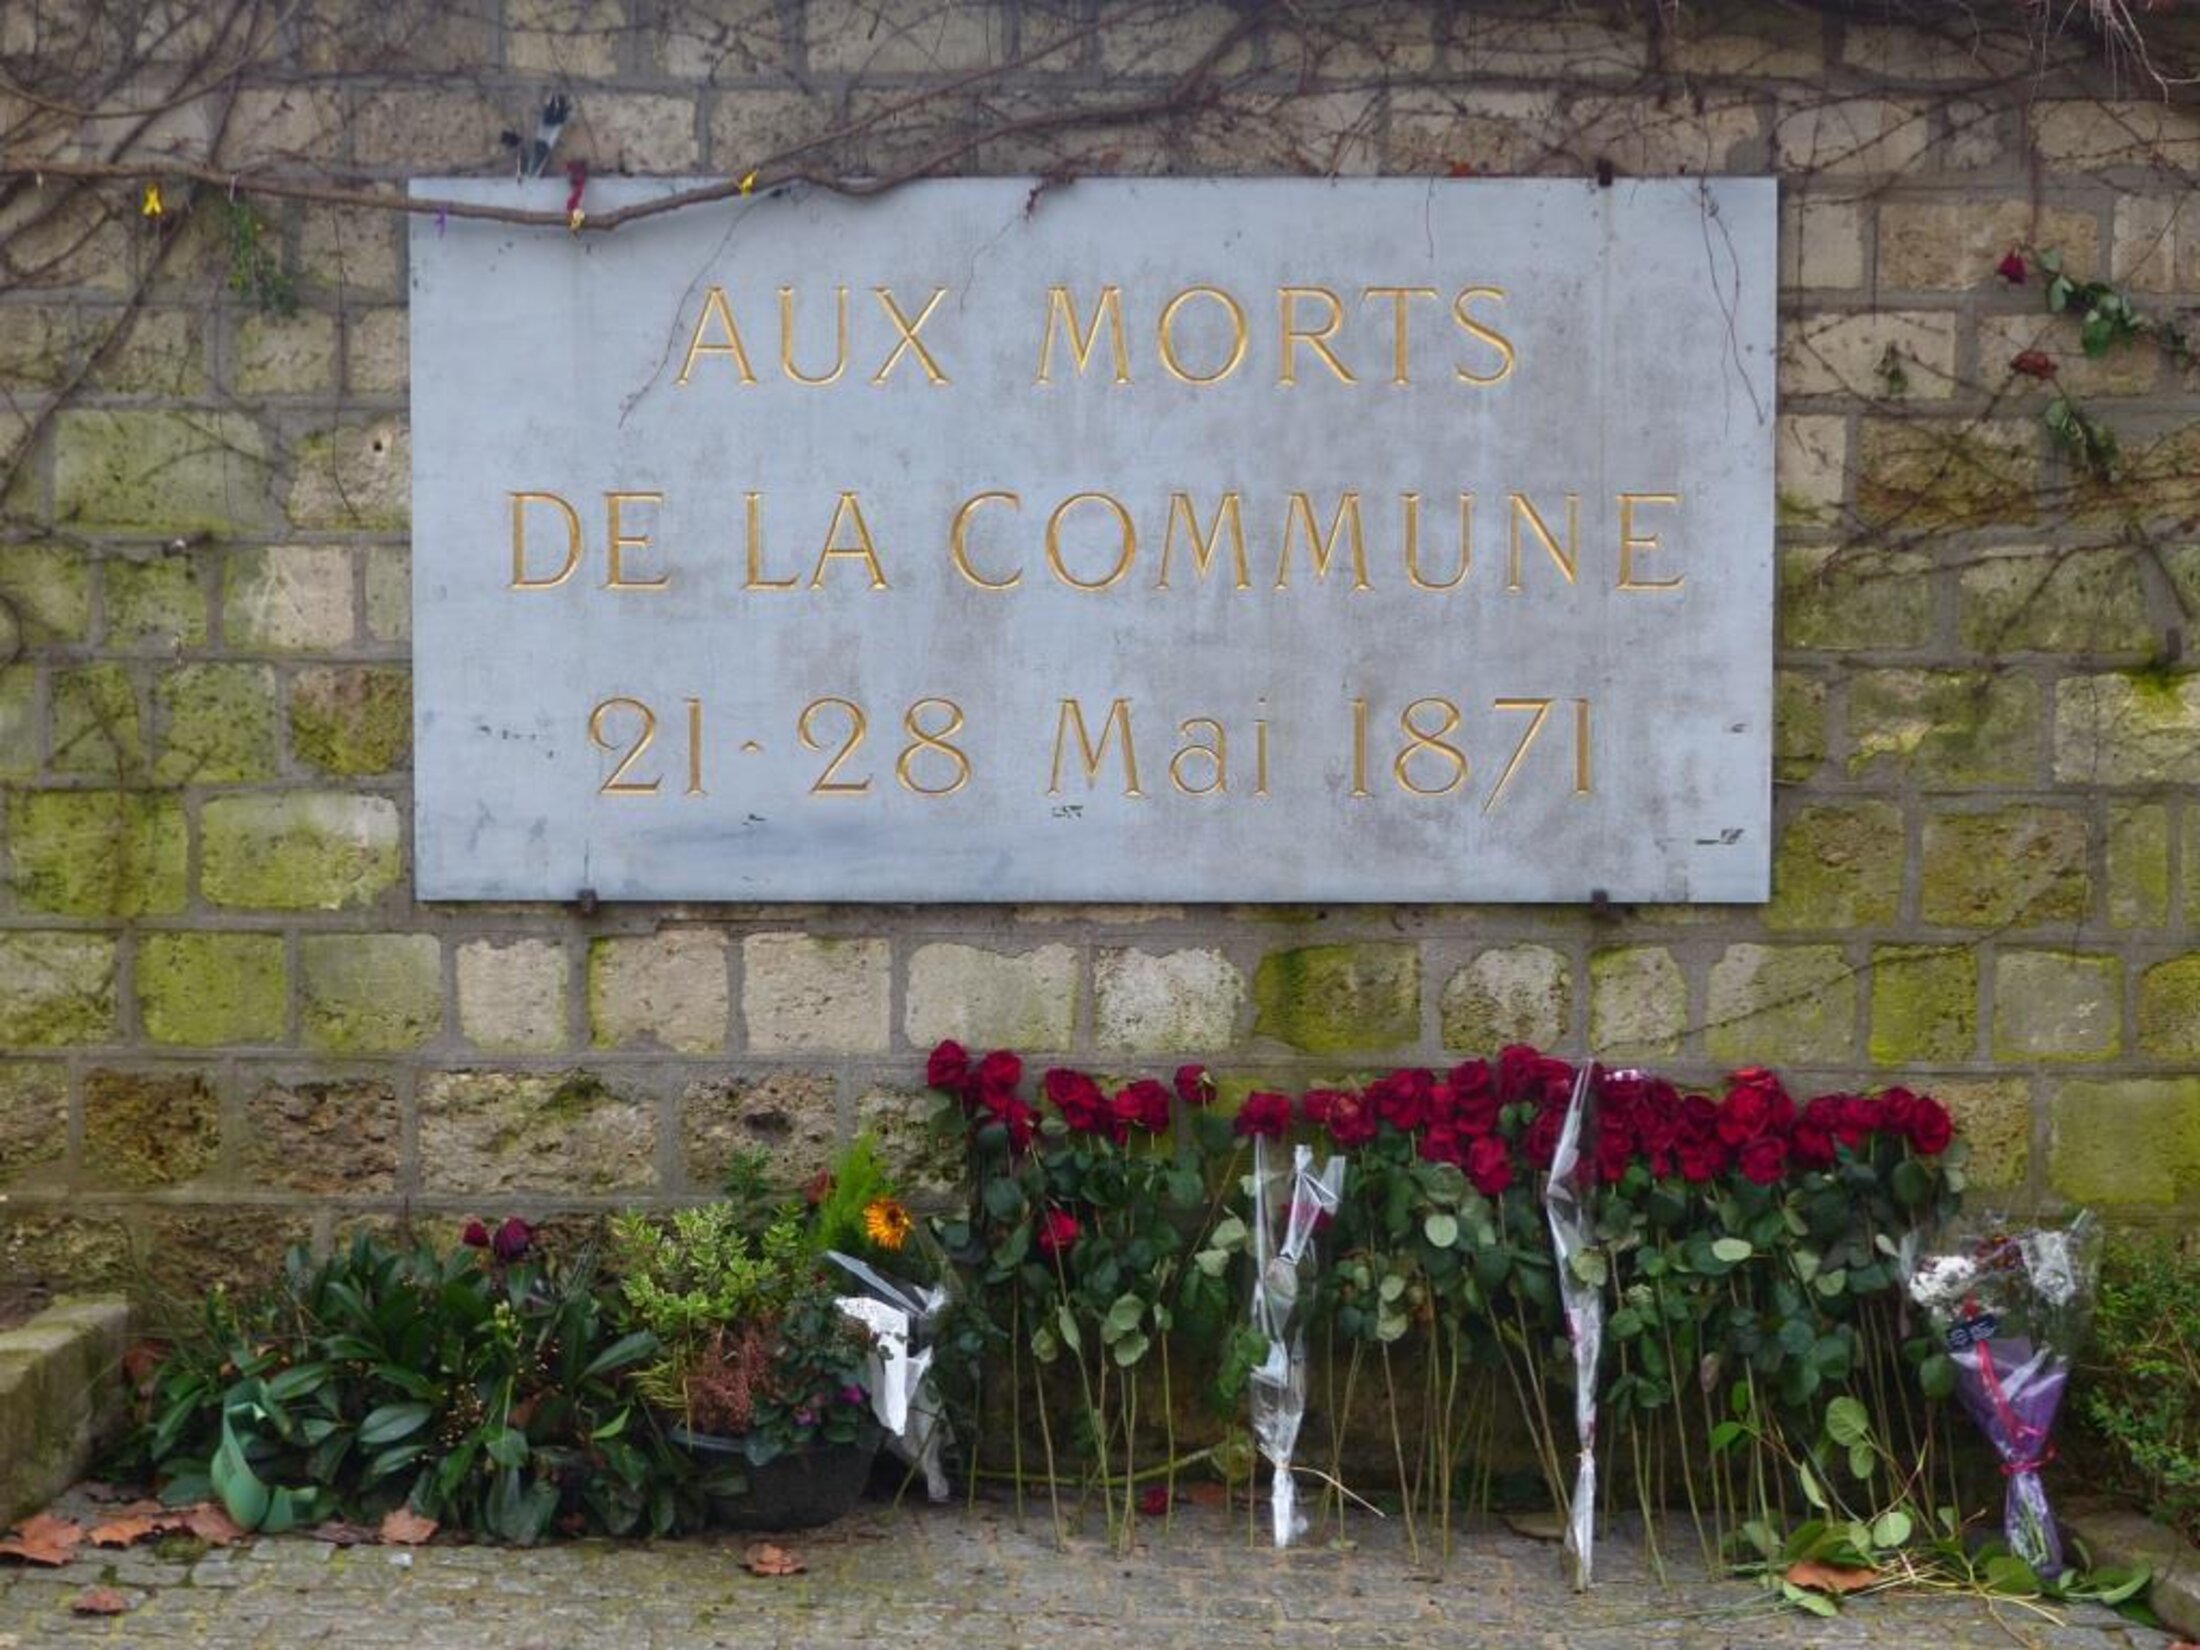 AUX MORTS
DE LA COMMUNE
21-28 Mai 1871